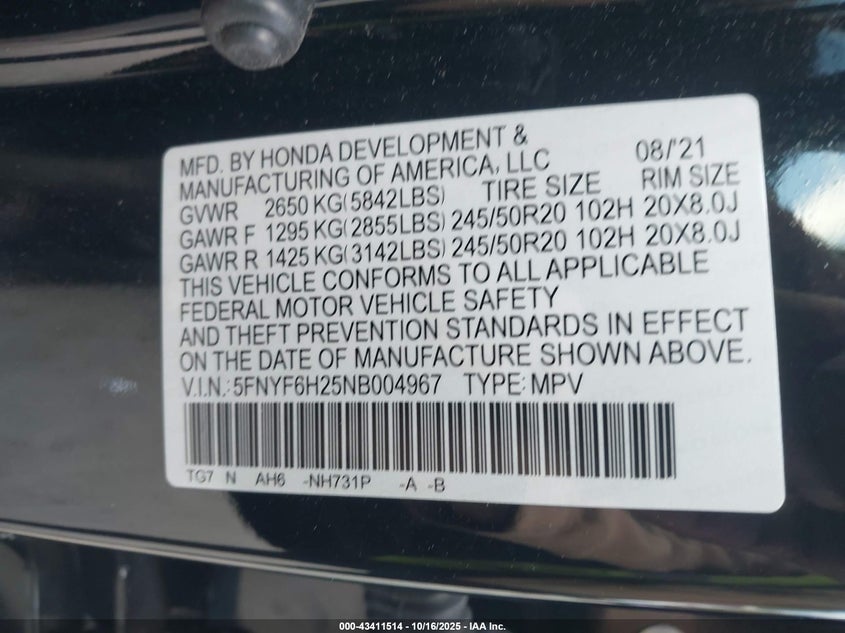 MFD. BY HONDA DEVELOPMENT &
MANUFACTURING OF AMERICA, LLC 08/'21
GVWR 2650 KG(5842LBS) TIRE SIZE RIM SIZE
GAWR F 1295 KG(2855LBS) 245/50R20 102H 20X8.0J
GAWR R 1425 KG(3142LBS) 245/50R20 102H 20X8.0J
THIS VEHICLE CONFORMS TO ALL APPLICABLE
FEDERAL MOTOR VEHICLE SAFETY
AND THEFT PREVENTION STANDARDS IN EFFECT
ON THE DATE OF MANUFACTURE SHOWN ABOVE.
V.I.N.: 5FNYF6H25NB004967 TYPE: MPV
TG7 N AH6 -NH731P -A -B
000-43411514 - 10/16/2025 - IAA Inc.